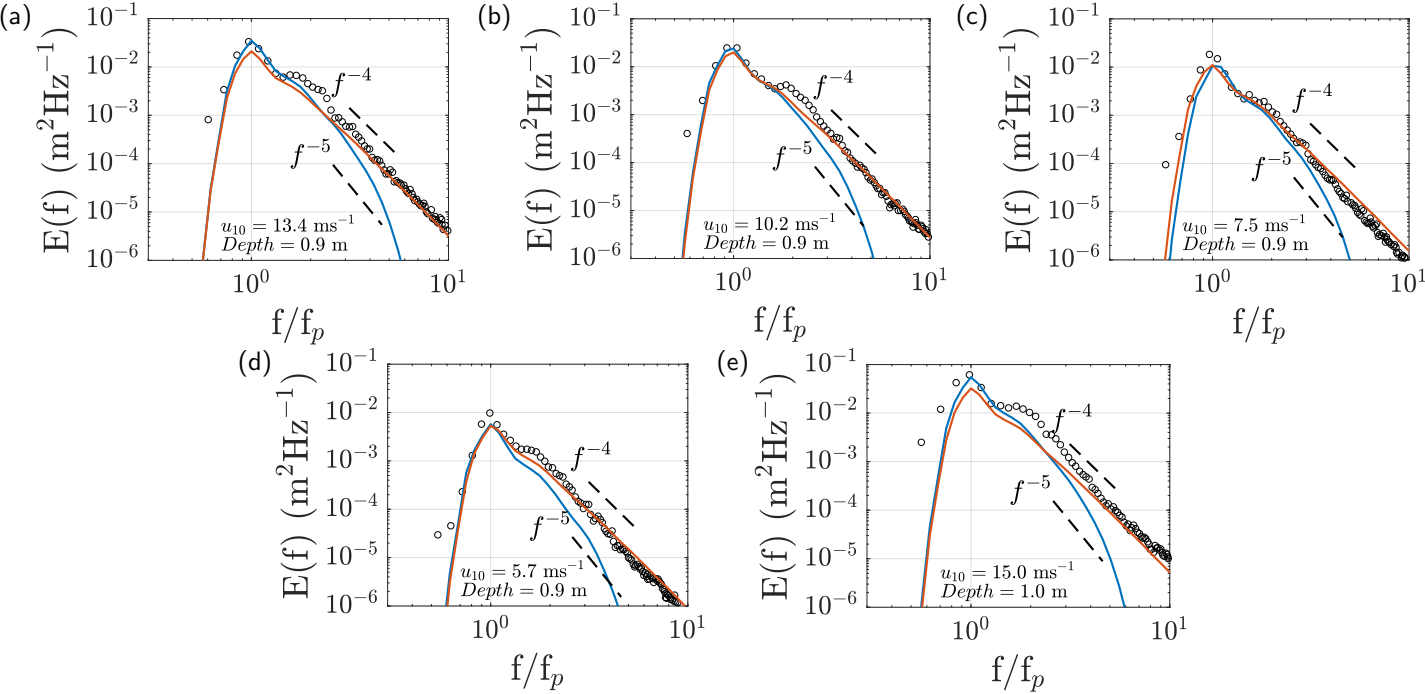 (a)
10⁻¹
10⁻²
10⁻³
10⁻⁴
10⁻⁵
10⁻⁶
E(f) (m²Hz⁻¹)
f⁻⁴
f⁻⁵
u₁₀ = 13.4 ms⁻¹
Depth = 0.9 m
10⁰
10¹
f/fₚ
(b)
10⁻¹
10⁻²
10⁻³
10⁻⁴
10⁻⁵
10⁻⁶
E(f) (m²Hz⁻¹)
f⁻⁴
f⁻⁵
u₁₀ = 10.2 ms⁻¹
Depth = 0.9 m
10⁰
10¹
f/fₚ
(c)
10⁻¹
10⁻²
10⁻³
10⁻⁴
10⁻⁵
10⁻⁶
E(f) (m²Hz⁻¹)
f⁻⁴
f⁻⁵
u₁₀ = 7.5 ms⁻¹
Depth = 0.9 m
10⁰
10¹
f/fₚ
(d)
10⁻¹
10⁻²
10⁻³
10⁻⁴
10⁻⁵
10⁻⁶
E(f) (m²Hz⁻¹)
f⁻⁴
f⁻⁵
u₁₀ = 5.7 ms⁻¹
Depth = 0.9 m
10⁰
10¹
f/fₚ
(e)
10⁻¹
10⁻²
10⁻³
10⁻⁴
10⁻⁵
10⁻⁶
E(f) (m²Hz⁻¹)
f⁻⁴
f⁻⁵
u₁₀ = 15.0 ms⁻¹
Depth = 1.0 m
10⁰
10¹
f/fₚ